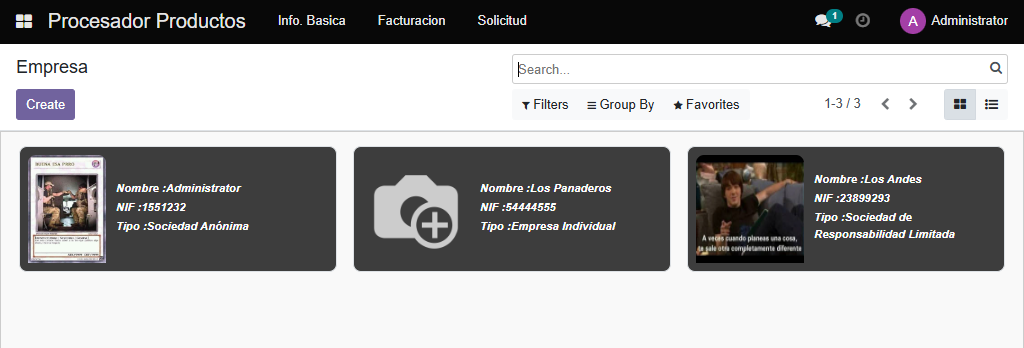 Procesador Productos
Info. Basica
Facturacion
Solicitud
1
A
Administrator
Empresa
Search...
Create
Filters
Group By
Favorites
1-3 / 3
Nombre :Administrator
NIF :1551232
Tipo :Sociedad Anónima
Nombre :Los Panaderos
NIF :54444555
Tipo :Empresa Individual
A veces cuando planeas una cosa,
te sale otra completamente diferente
Nombre :Los Andes
NIF :23899293
Tipo :Sociedad de
Responsabilidad Limitada